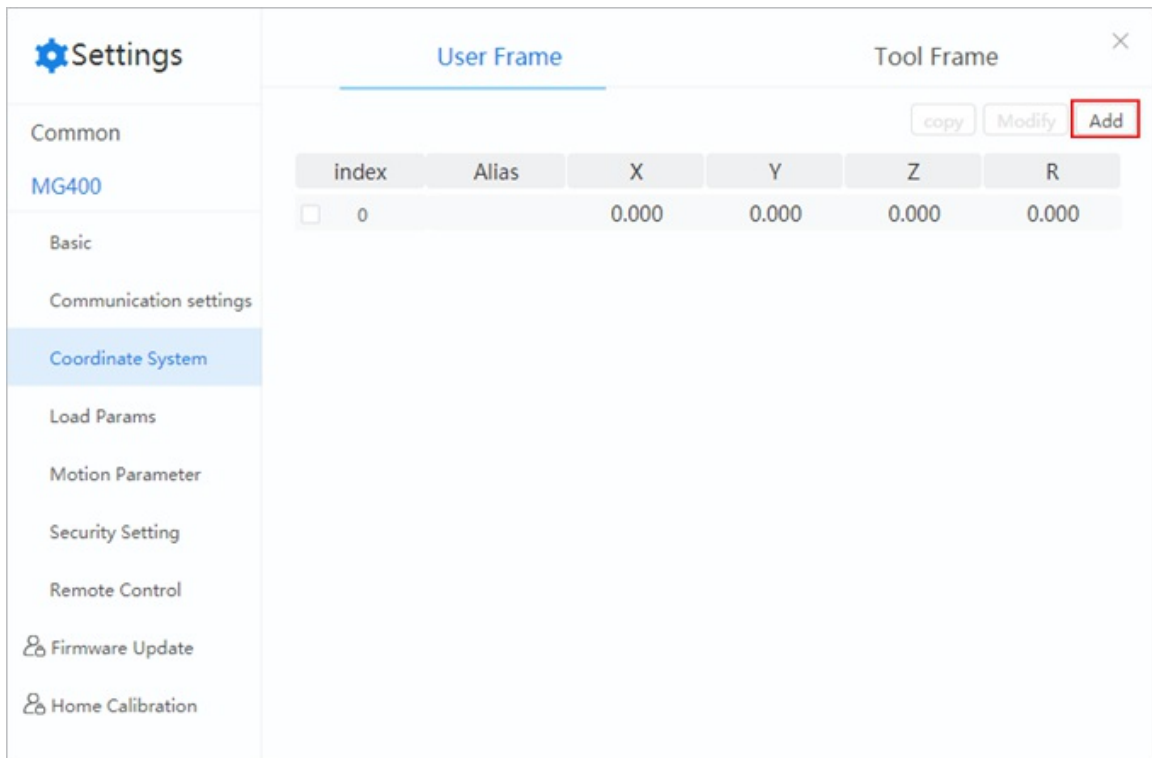 Settings
User Frame
Tool Frame
copy
Modify
Add
Common
MG400
Basic
Communication settings
Coordinate System
Load Params
Motion Parameter
Security Setting
Remote Control
Firmware Update
Home Calibration
index Alias X Y Z R
0 0.000 0.000 0.000 0.000